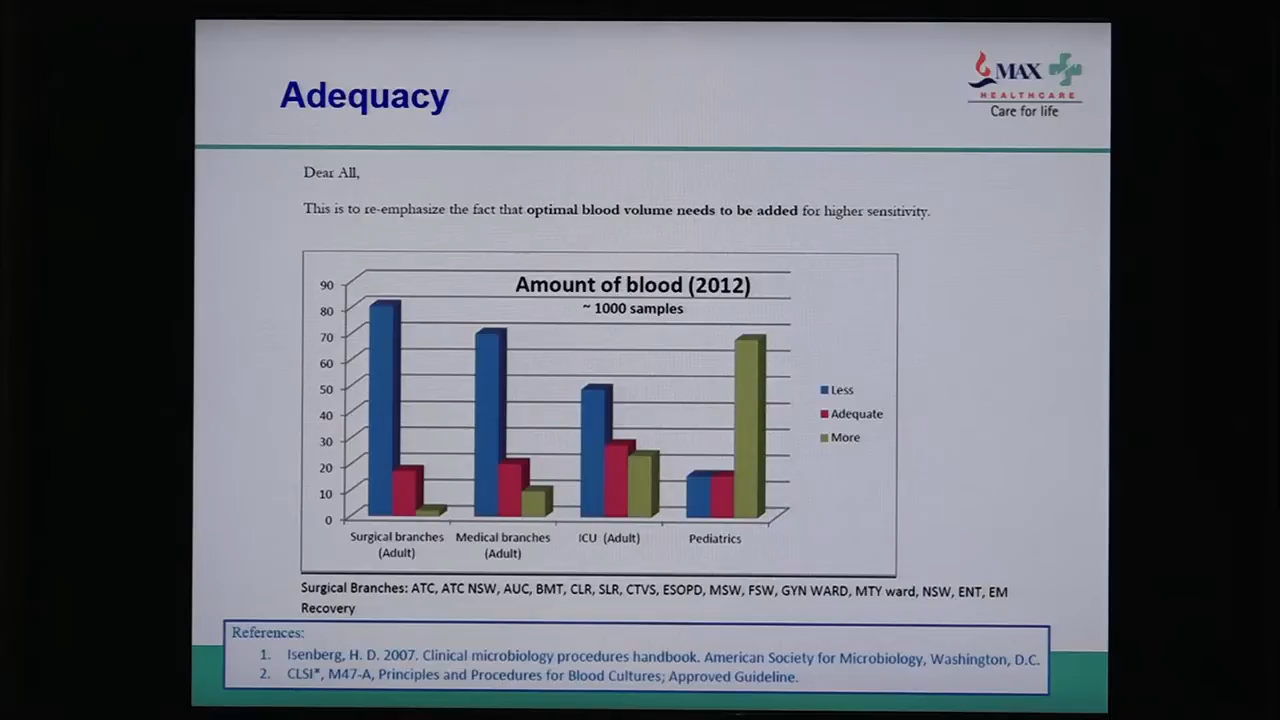 Adequacy
MAX
HEALTHCARE
Care for life
Dear All,
This is to re-emphasize the fact that optimal blood volume needs to be added for higher sensitivity.
Amount of blood (2012)
~ 1000 samples
90
80
70
60
50
40
30
20
10
0
Less
Adequate
More
Surgical branches (Adult)
Medical branches (Adult)
ICU (Adult)
Pediatrics
Surgical Branches: ATC, ATC NSW, AUC, BMT, CLR, SLR, CTVS, ESOPD, MSW, FSW, GYN WARD, MTY ward, NSW, ENT, EM
Recovery
References:
1. Isenberg, H. D. 2007. Clinical microbiology procedures handbook. American Society for Microbiology, Washington, D.C.
2. CLSI*, M47-A, Principles and Procedures for Blood Cultures; Approved Guideline.